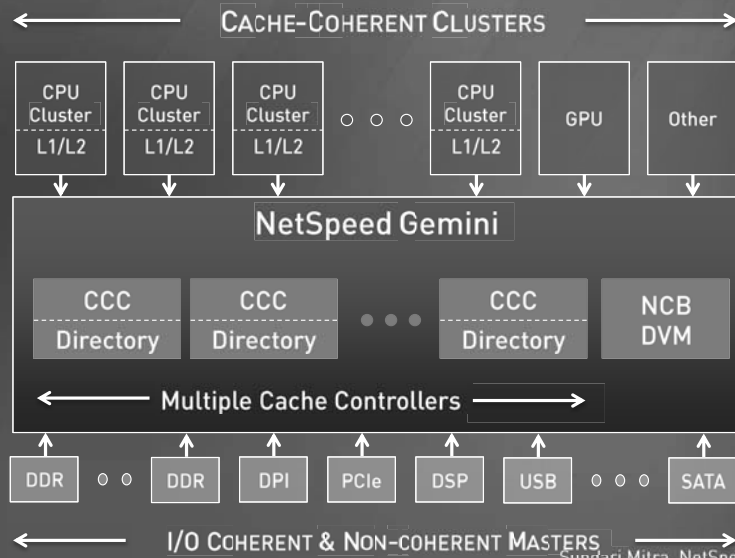 CACHE-COHERENT CLUSTERS
CPU
Cluster
L1/L2
CPU
Cluster
L1/L2
CPU
Cluster
L1/L2
CPU
Cluster
L1/L2
GPU
Other
NetSpeed Gemini
CCC
Directory
CCC
Directory
CCC
Directory
NCB
DVM
Multiple Cache Controllers
DDR
DDR
DPI
PCIe
DSP
USB
SATA
I/O COHERENT & NON-COHERENT MASTERS
Sundari Mitra, NetSpe